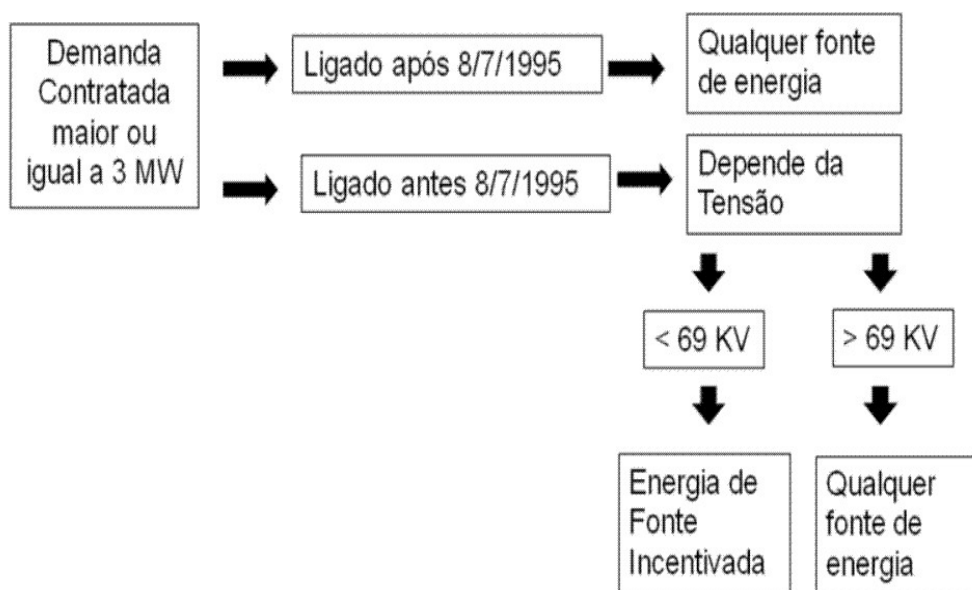 Demanda
Contratada
maior ou
igual a 3 MW
Ligado após 8/7/1995
Qualquer fonte
de energia
Ligado antes 8/7/1995
Depende da
Tensão
< 69 KV
> 69 KV
Energia de
Fonte
Incentivada
Qualquer
fonte de
energia